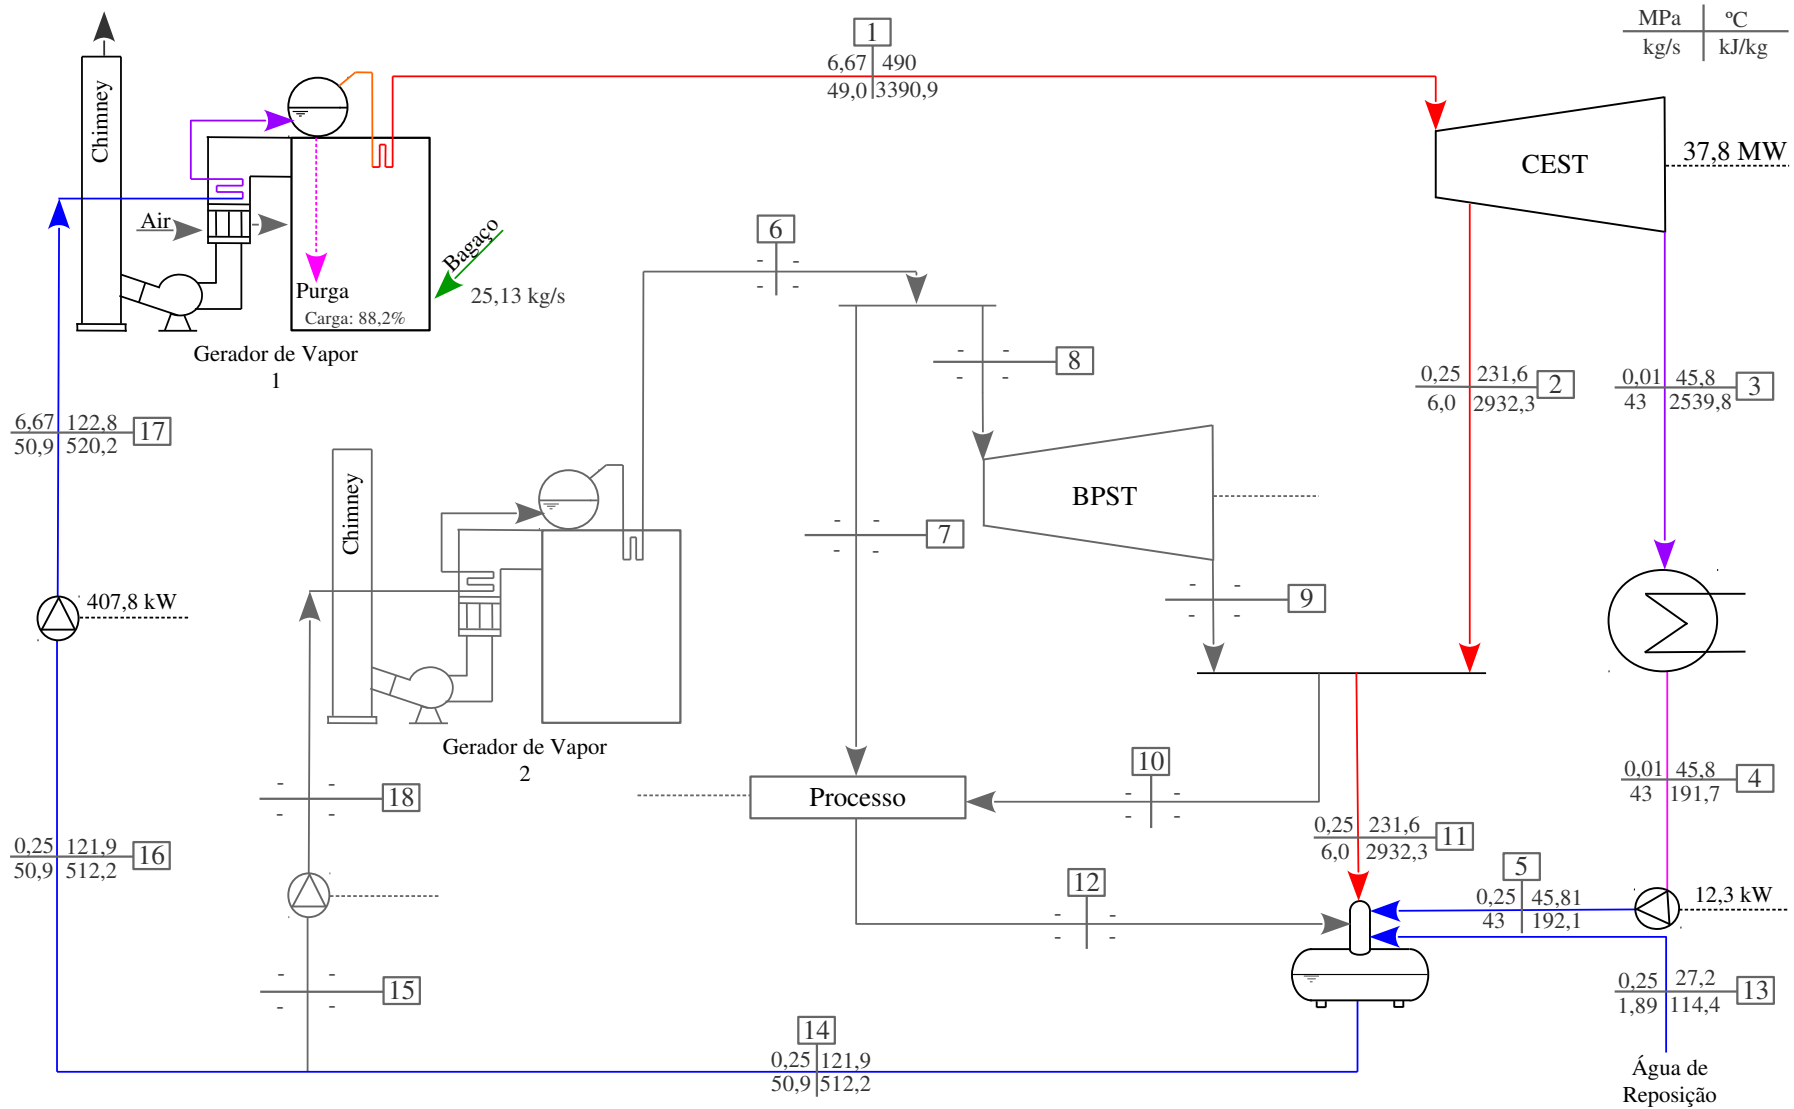 1
6,67 490
49,0 3390,9
MPa ºC
kg/s kJ/kg
Chimney
Air
Bagaço
25,13 kg/s
Purga
Carga: 88,2%
Gerador de Vapor
1
CEST
37,8 MW
6
- -
- -
8
- -
- -
0,25 231,6
6,0 2932,3
2
0,01 45,8
43 2539,8
3
6,67 122,8
50,9 520,2
17
Chimney
BPST
7
- -
- -
9
- -
- -
407,8 kW
Gerador de Vapor
2
Processo
10
- -
- -
0,01 45,8
43 191,7
4
18
- -
- -
0,25 231,6
6,0 2932,3
11
0,25 121,9
50,9 512,2
16
5
0,25 45,81
43 192,1
12,3 kW
12
- -
- -
15
- -
- -
0,25 27,2
1,89 114,4
13
14
0,25 121,9
50,9 512,2
Água de
Reposição